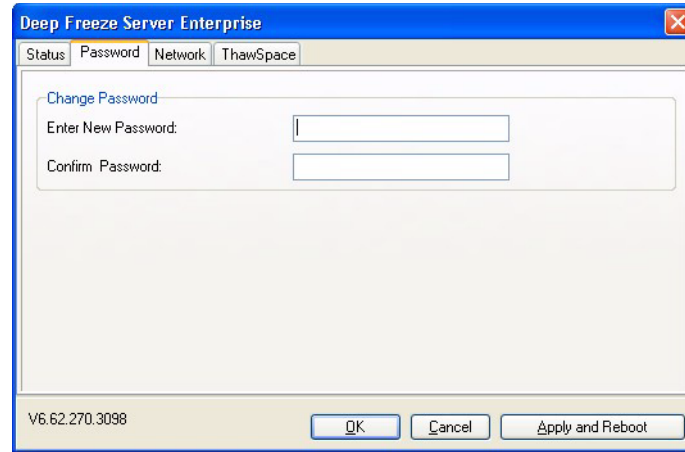 Deep Freeze Server Enterprise
Status Password Network ThawSpace
Change Password
Enter New Password:
Confirm Password:
V6.62.270.3098 OK Cancel Apply and Reboot